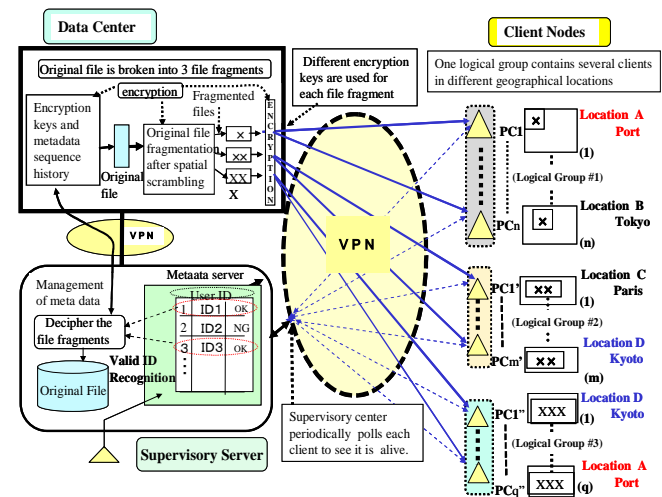 Data Center
Client Nodes
Original file is broken into 3 file fragments
Different encryption
keys are used for
each file fragment
One logical group contains several clients
in different geographical locations
encryption
Fragmented
files
Encryption
keys and
metadata
sequence
history
Original
file
Original file
fragmentation
after spatial
scrambling
×
××
××
X
ENCRYPTION
VPN
VPN
PC1
×
(1)
Location A
Port
(Logical Group #1)
PCn
×
(n)
Location B
Tokyo
PC1'
××
(1)
Location C
Paris
(Logical Group #2)
PCm'
××
(m)
Location D
Kyoto
PC1"
XXX
(1)
Location D
Kyoto
(Logical Group #3)
PCq"
XXX
(q)
Location A
Port
Management
of meta data
Metaata server
User ID
1 ID1 OK
2 ID2 NG
3 ID3 OK
Decipher the
file fragments
Valid ID
Recognition
Original File
Supervisory Server
Supervisory center
periodically polls each
client to see it is alive.